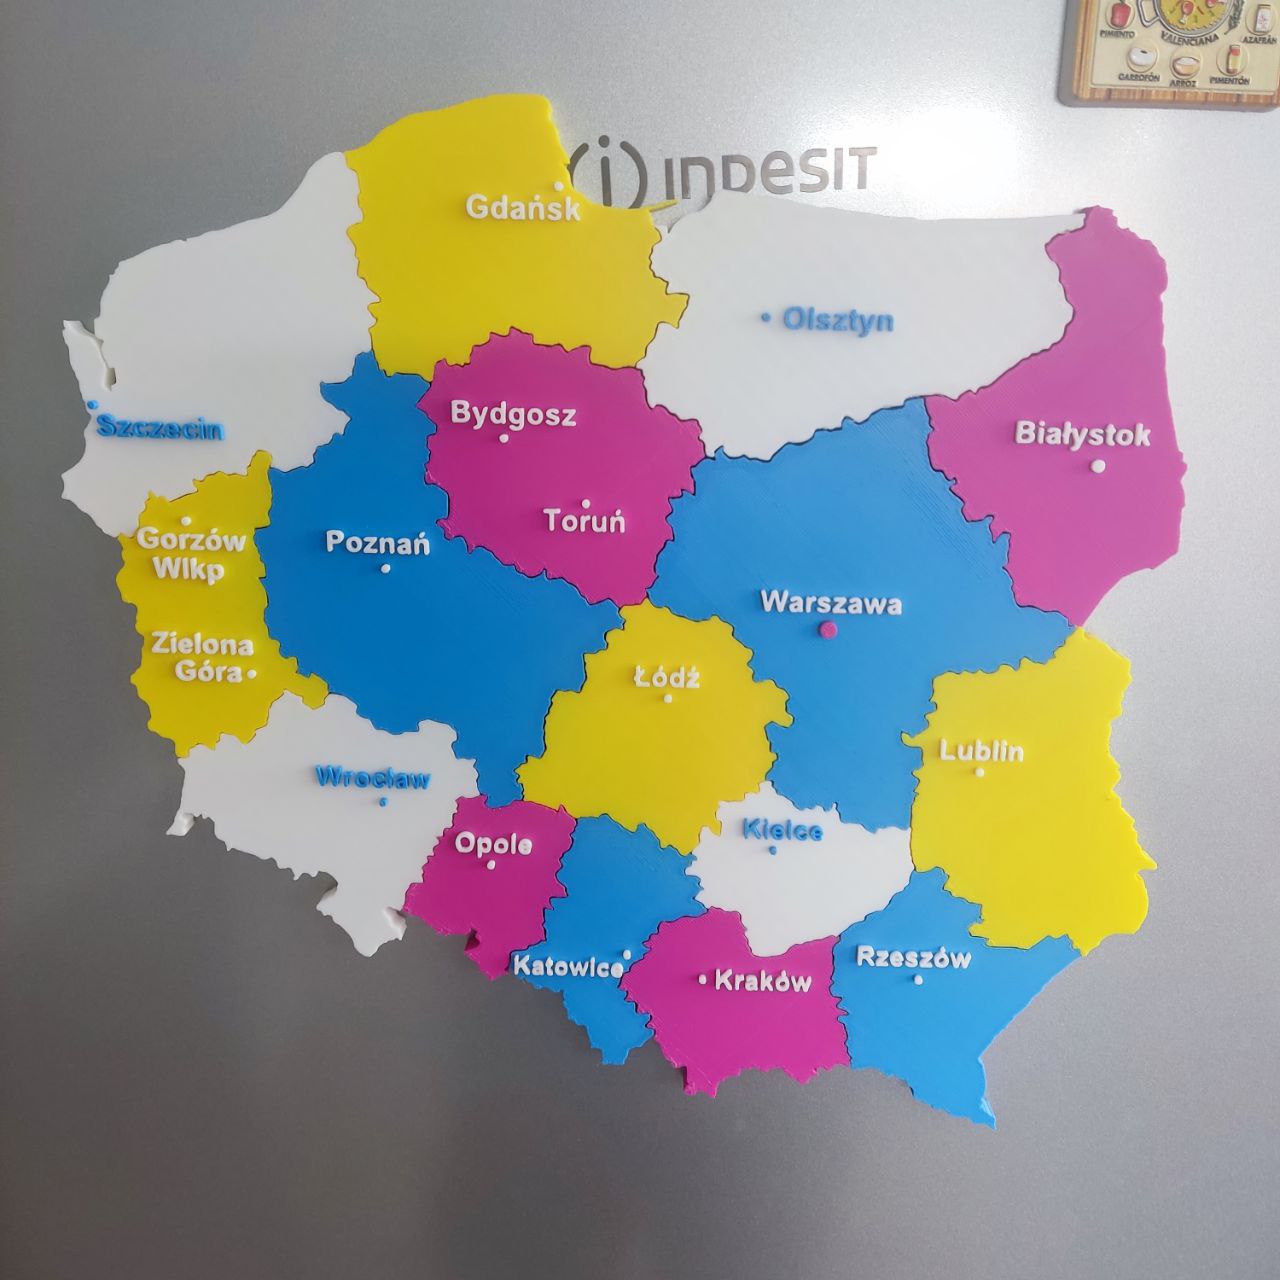 PIMIENTO
VALENCIANA
AZAFRÁN
GARROFÓN
ARROZ
PIMENTÓN
INDESIT
Gdańsk
Olsztyn
Szczecin
Bydgosz
Białystok
Toruń
Gorzów
Wlkp
Poznań
Warszawa
Zielona
Góra
Łódź
Lublin
Wrocław
Kielce
Opole
Katowice
Kraków
Rzeszów